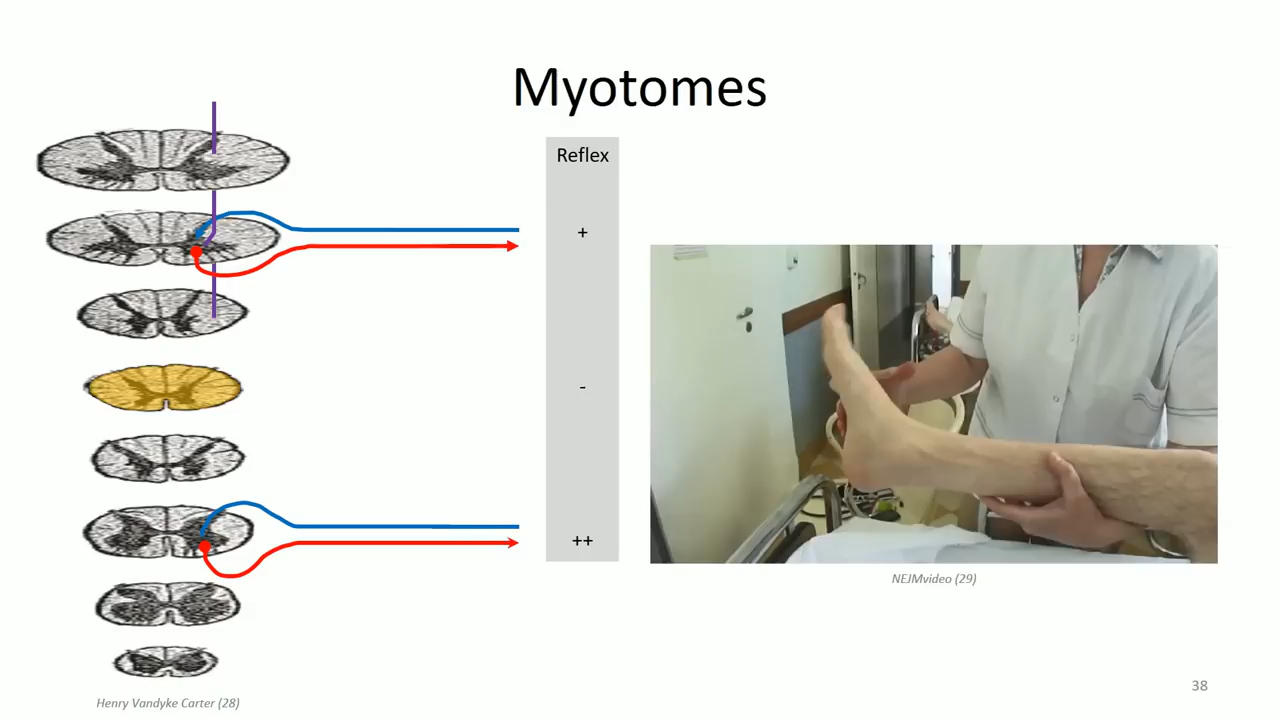 Myotomes
Reflex
+
-
++
NEJMvideo (29)
Henry Vandyke Carter (28)
38